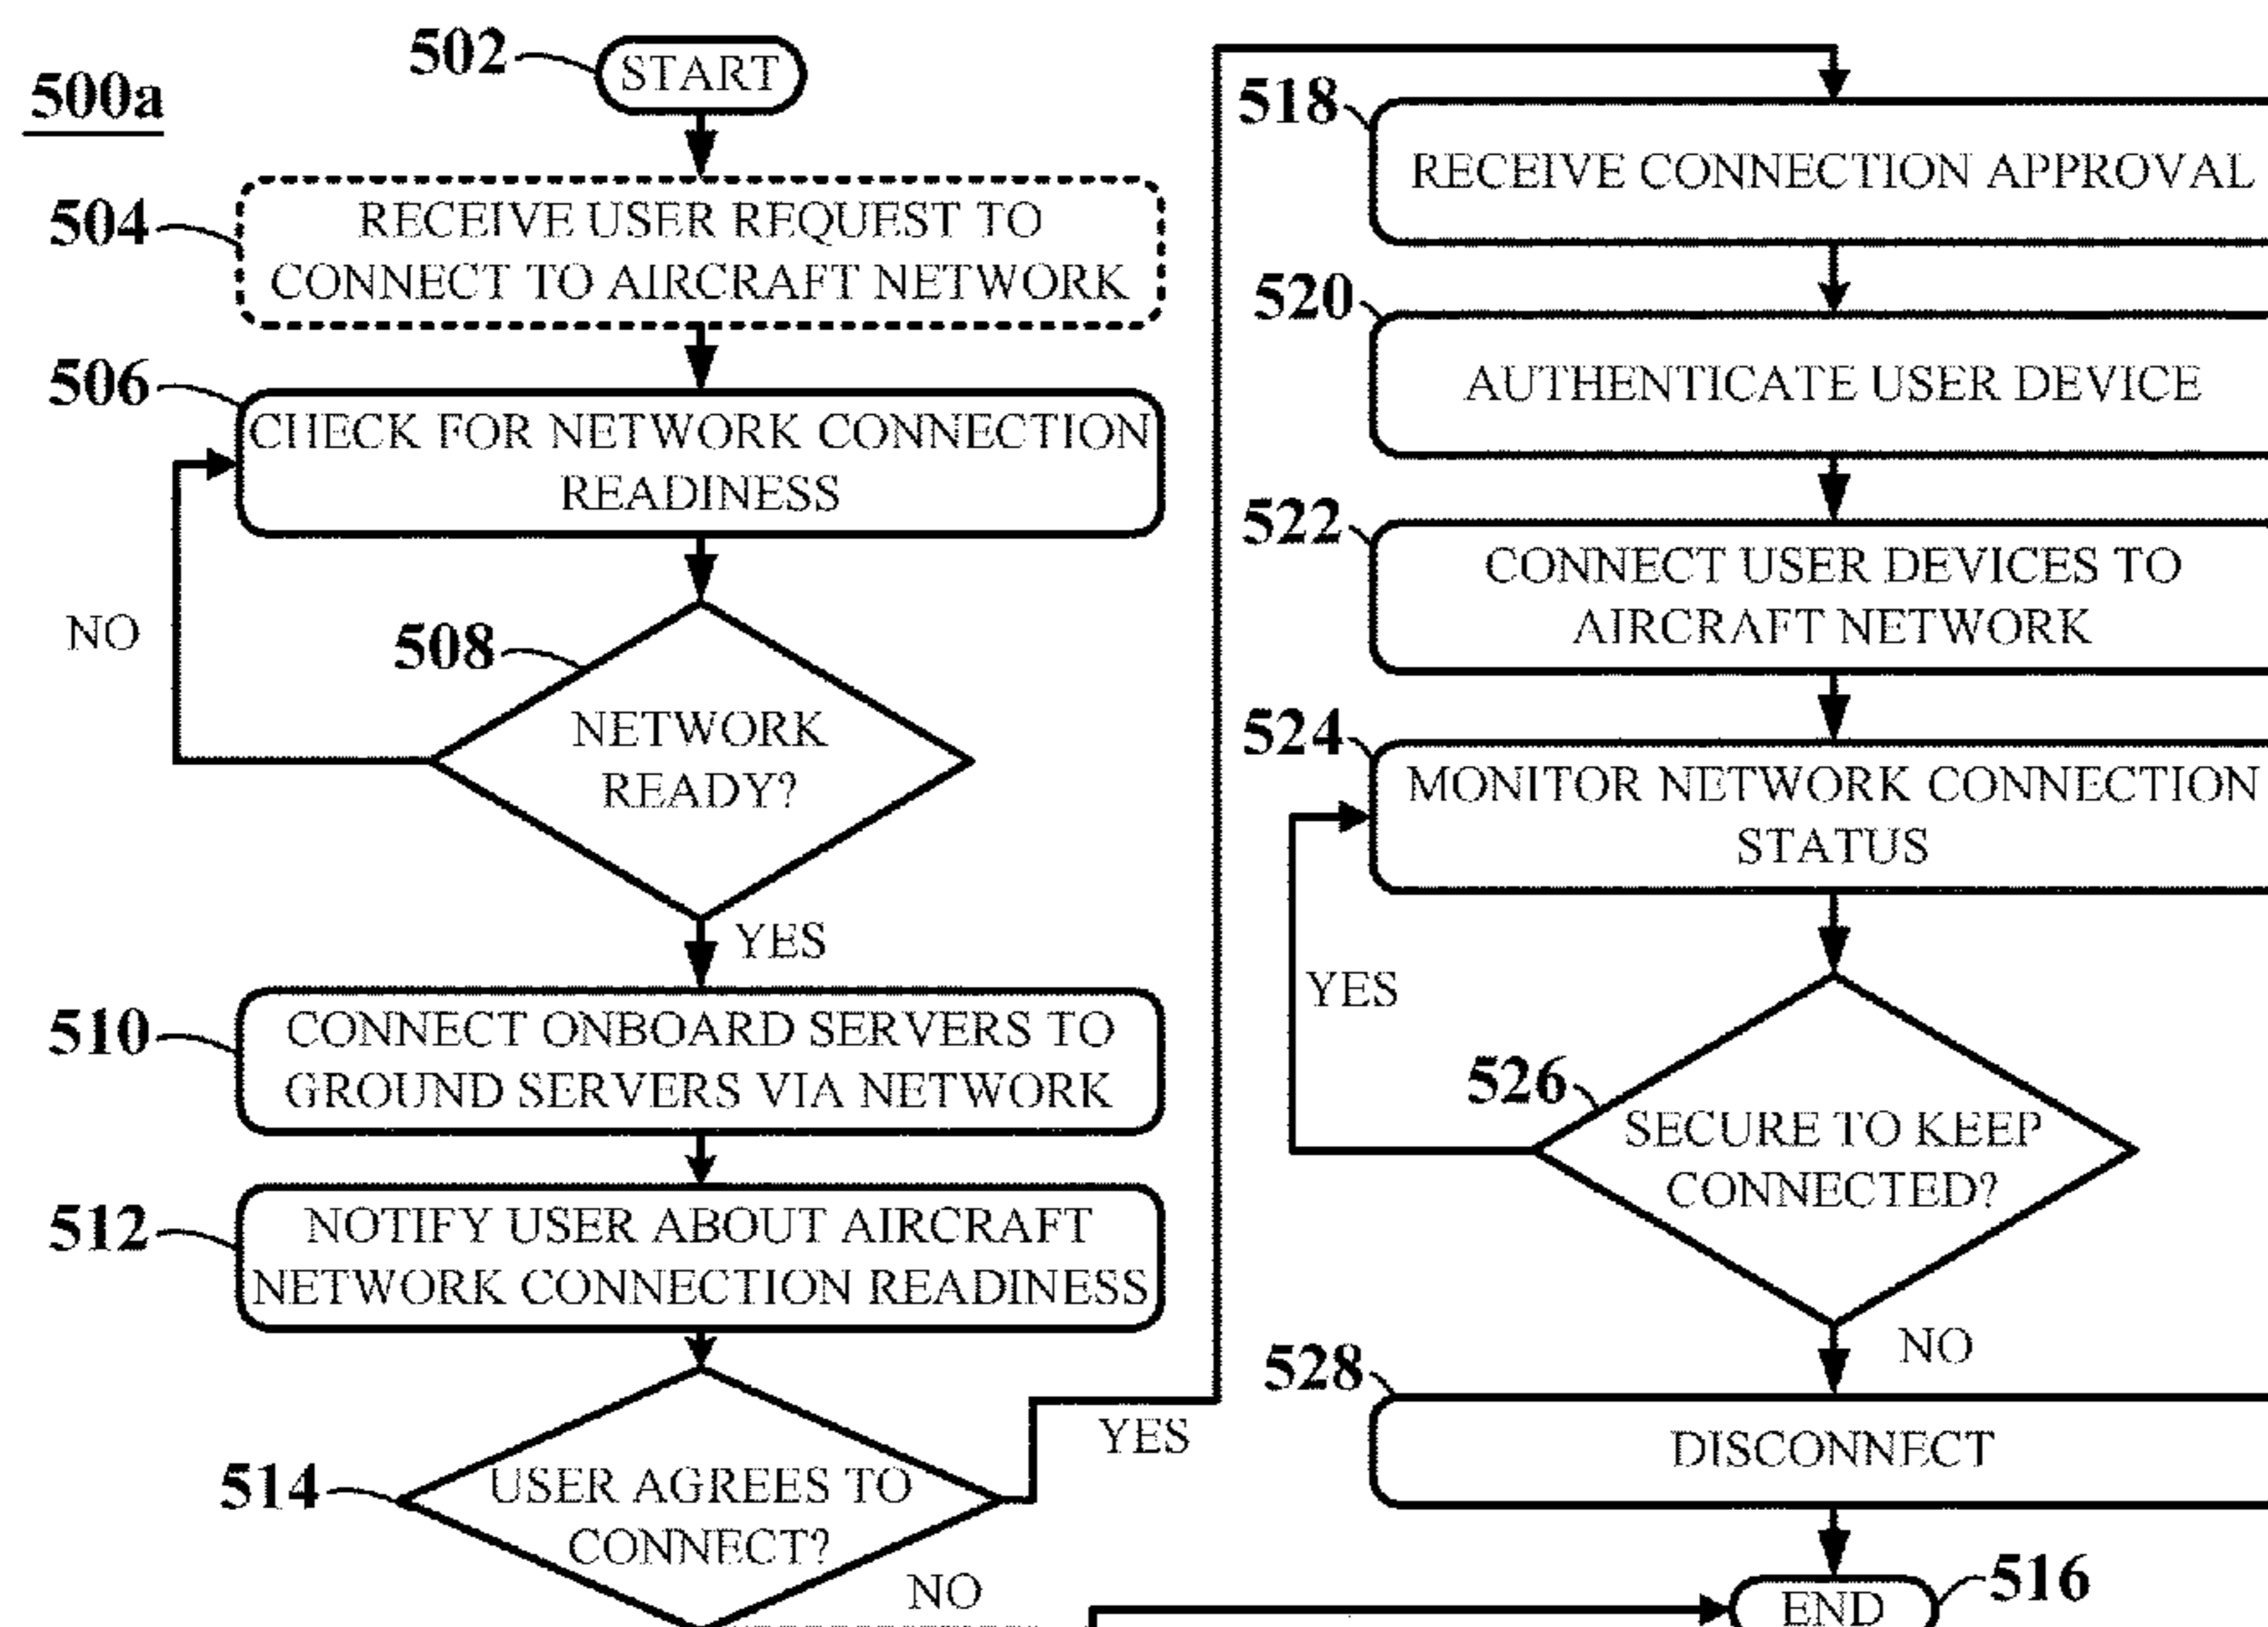 500a
502
START
504
RECEIVE USER REQUEST TO
CONNECT TO AIRCRAFT NETWORK
506
CHECK FOR NETWORK CONNECTION
READINESS
NO
508
NETWORK
READY?
YES
510
CONNECT ONBOARD SERVERS TO
GROUND SERVERS VIA NETWORK
512
NOTIFY USER ABOUT AIRCRAFT
NETWORK CONNECTION READINESS
514
USER AGREES TO
CONNECT?
YES
NO
518
RECEIVE CONNECTION APPROVAL
520
AUTHENTICATE USER DEVICE
522
CONNECT USER DEVICES TO
AIRCRAFT NETWORK
524
MONITOR NETWORK CONNECTION
STATUS
YES
526
SECURE TO KEEP
CONNECTED?
NO
528
DISCONNECT
516
END